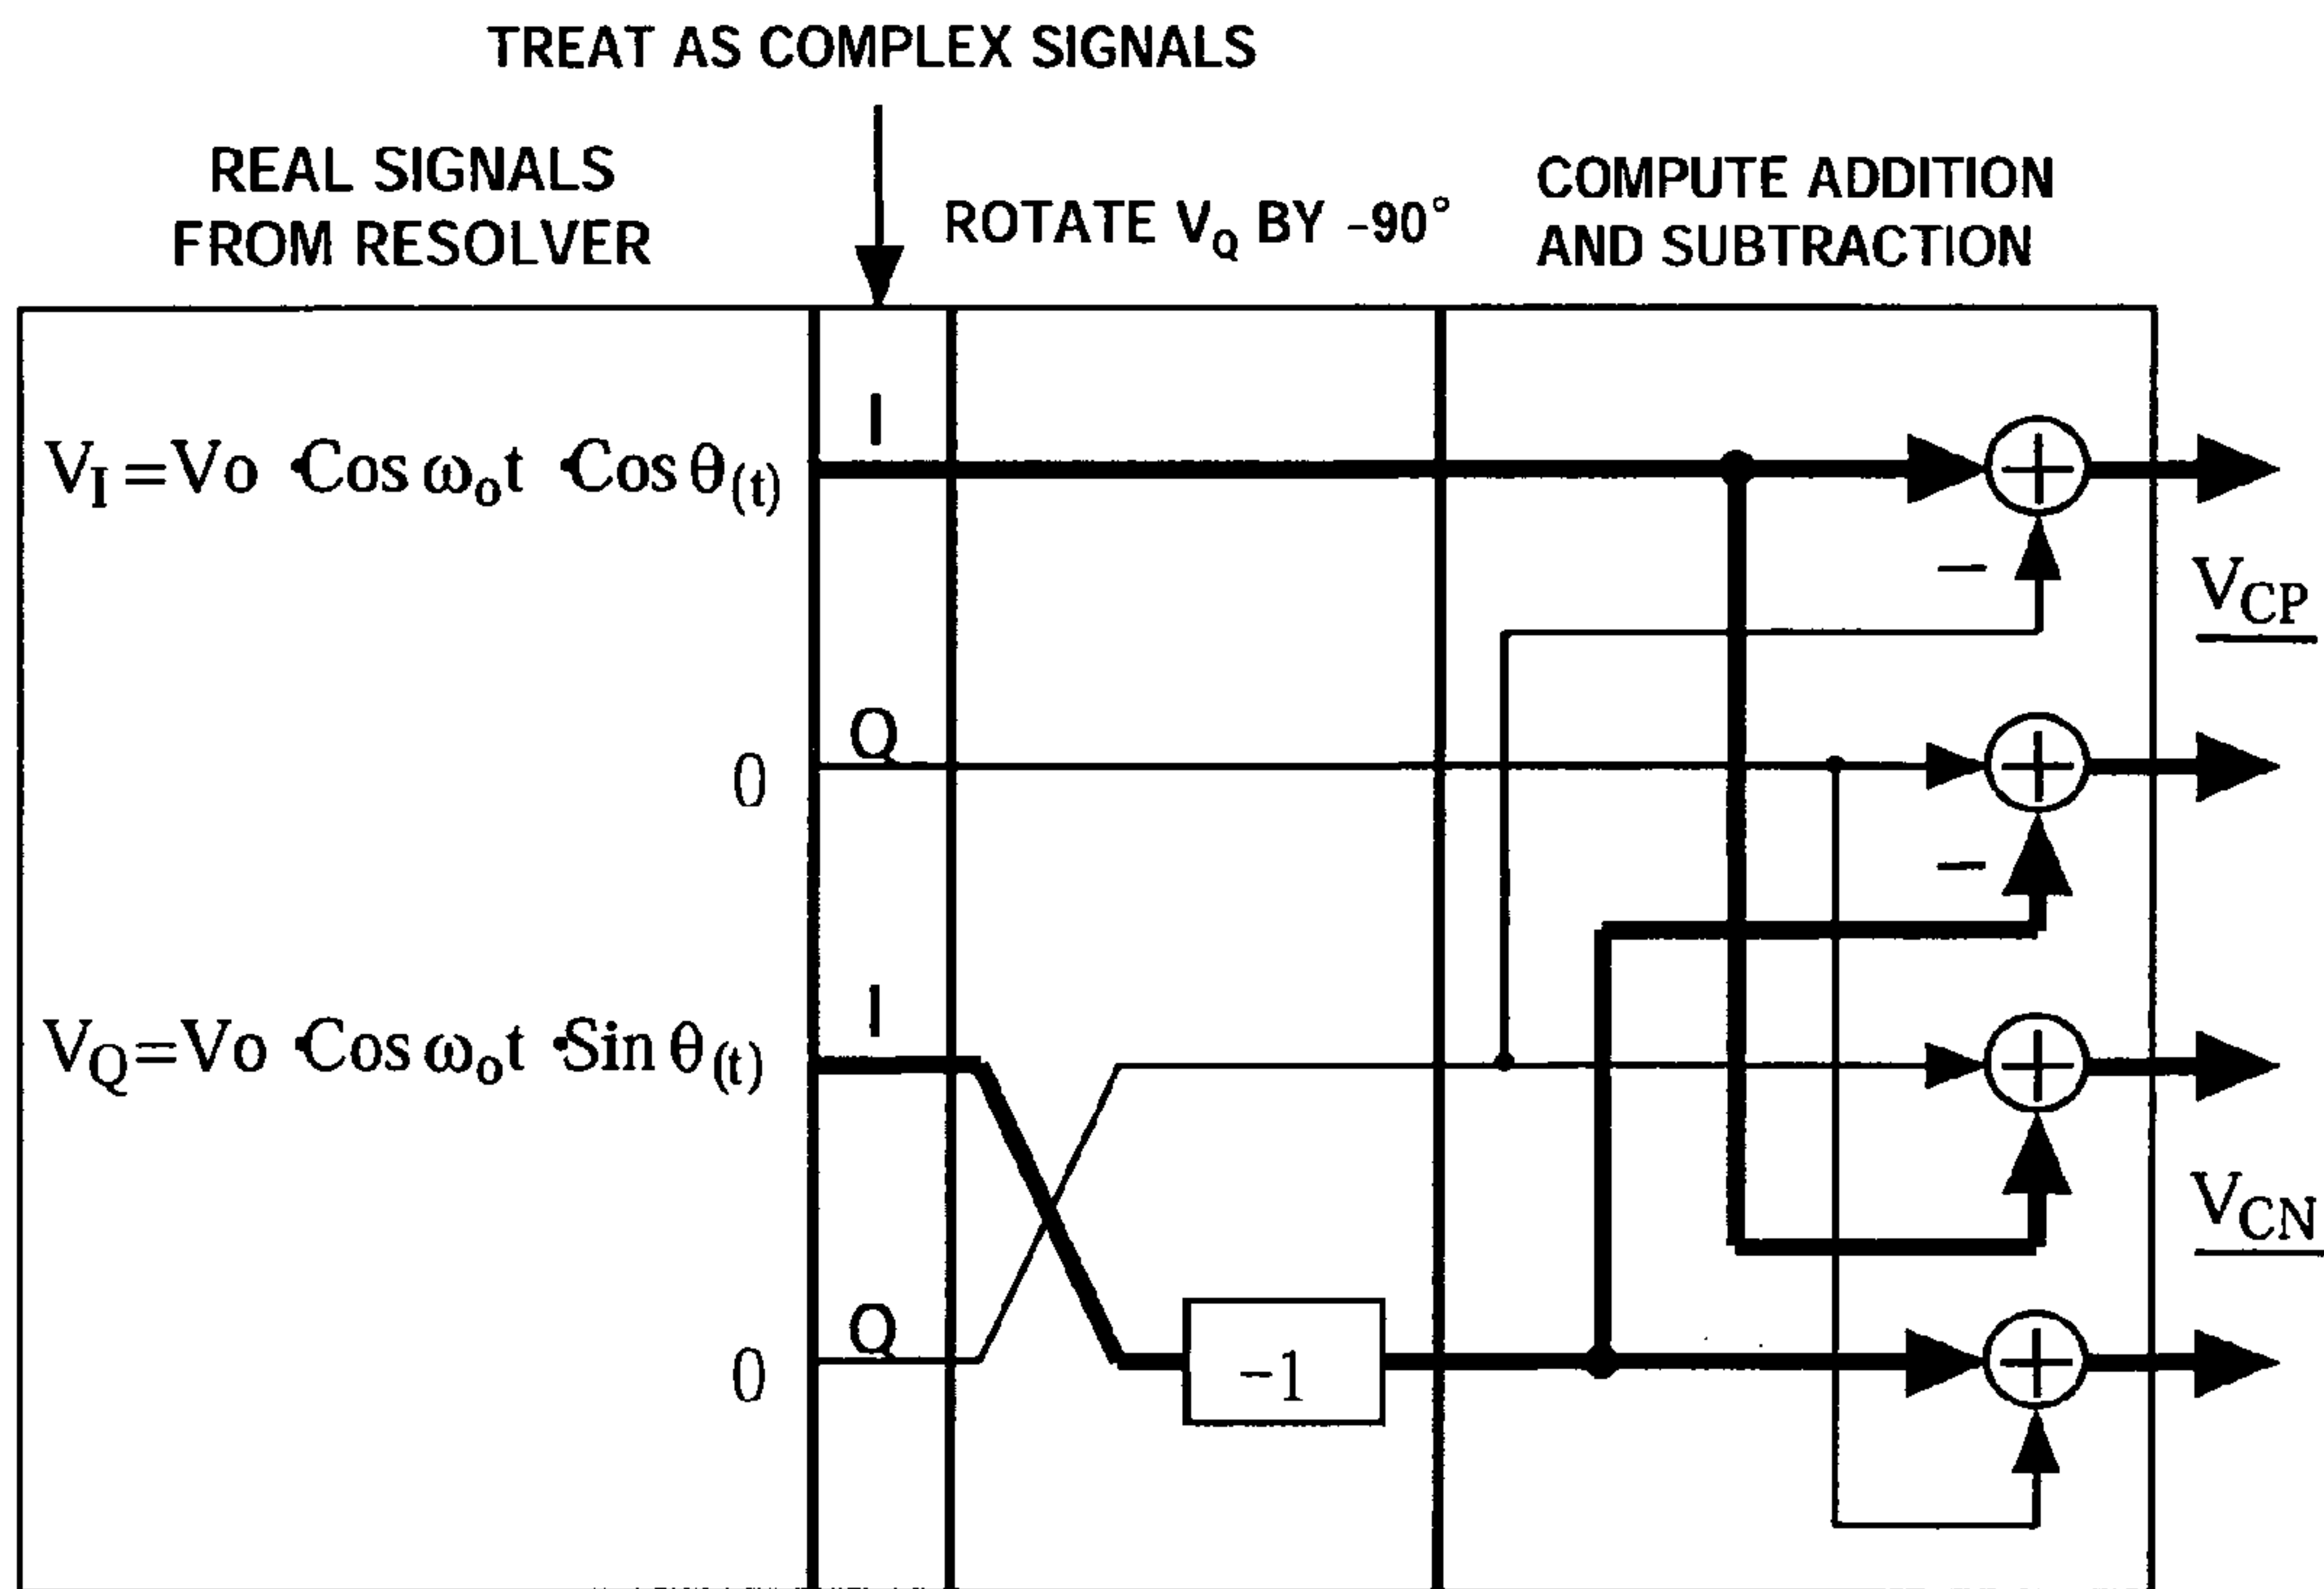 TREAT AS COMPLEX SIGNALS
REAL SIGNALS
FROM RESOLVER
ROTATE V_Q BY -90°
COMPUTE ADDITION
AND SUBTRACTION
I
V_I = Vo · Cos ω_o t · Cos θ_(t)
−
V_CP
Q
0
−
I
V_Q = Vo · Cos ω_o t · Sin θ_(t)
V_CN
Q
0
−1